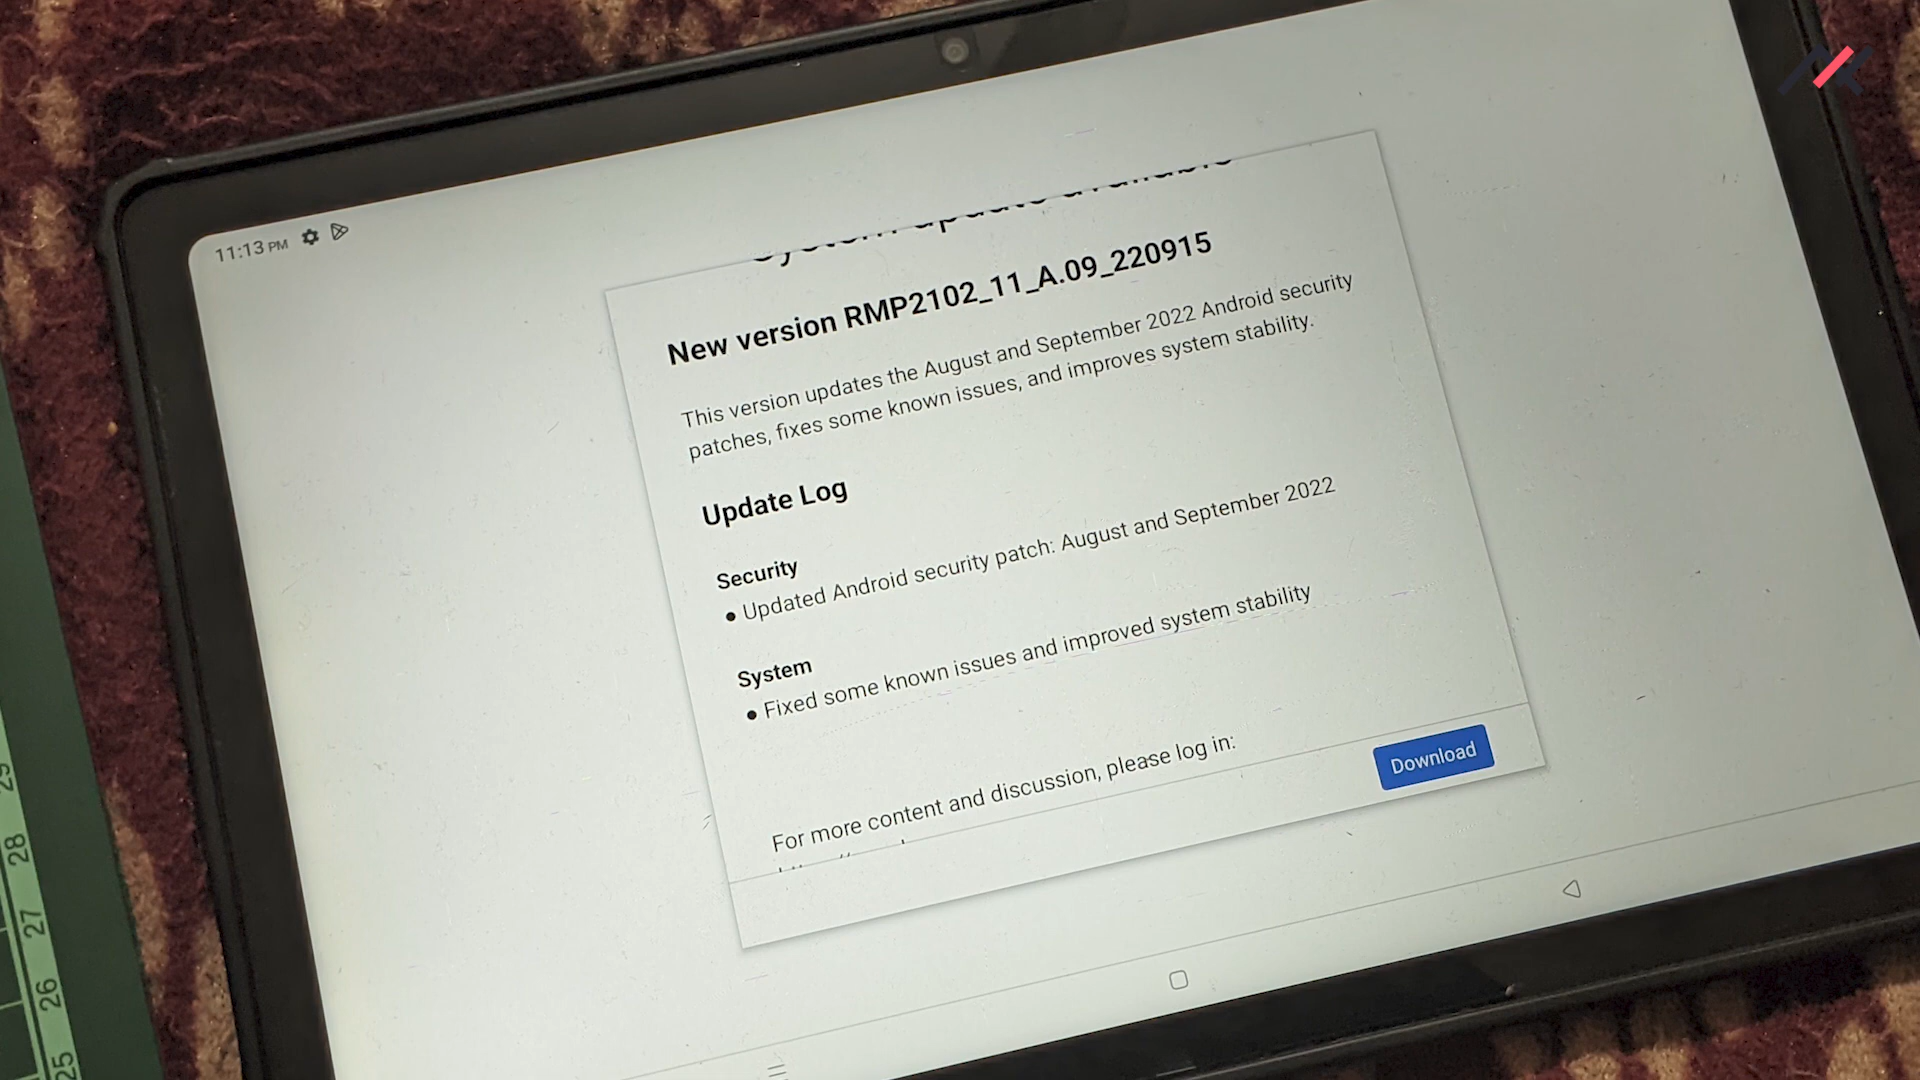 11:13 PM
System update available
New version RMP2102_11_A.09_220915
This version updates the August and September 2022 Android security
patches, fixes some known issues, and improves system stability.
Update Log
Security
● Updated Android security patch: August and September 2022
System
● Fixed some known issues and improved system stability
For more content and discussion, please log in:
Download
29
28
27
26
25